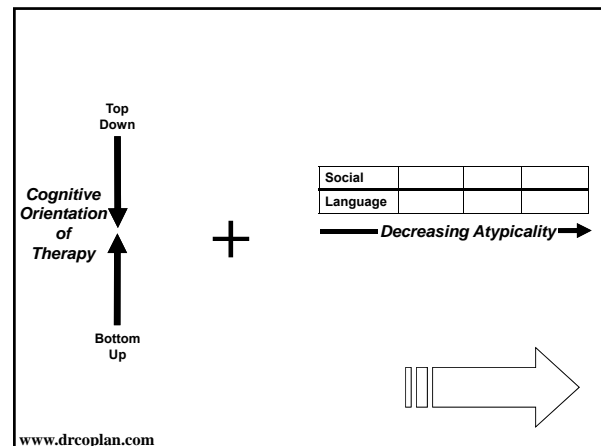 Top
Down
Cognitive
Orientation
of
Therapy
Bottom
Up
+
Social
Language
Decreasing Atypicality
www.drcoplan.com